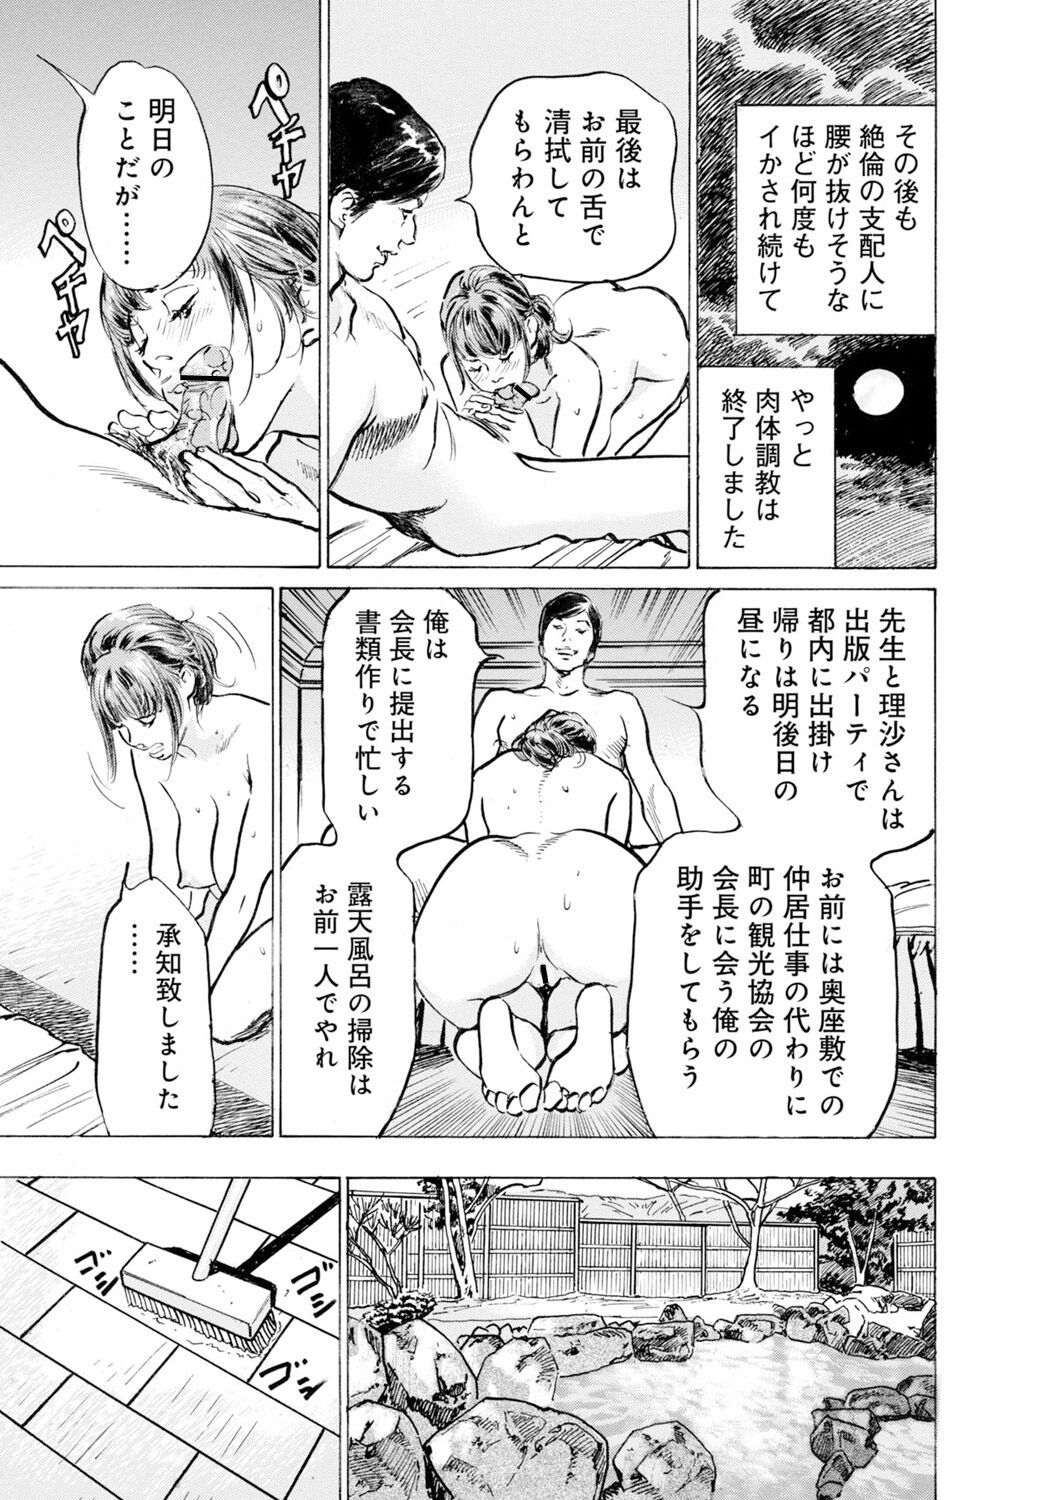 その後も
絶倫の支配人に
腰が抜けそうな
ほど何度も
イかされ続けて
やっと
肉体調教は
終了しました
最後は
お前の舌で
清拭して
もらわんと
明日の
ことだが……
ペチャ
ペチャ
先生と理沙さんは
出版パーティで
都内に出掛け
帰りは明後日の
昼になる
お前には奥座敷での
仲居仕事の代わりに
町の観光協会の
会長に会う俺の
助手をしてもらう
俺は
会長に提出する
書類作りで忙しい
露天風呂の掃除は
お前一人でやれ
承知致しました
……
ゴシ
ゴシ
ゴシ